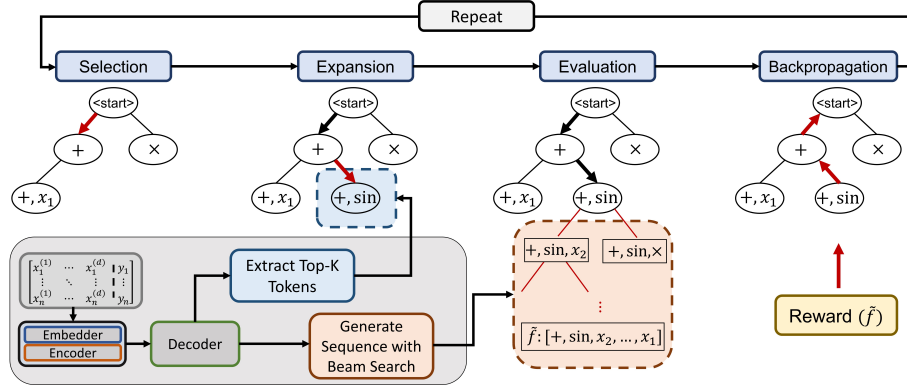 Repeat
Selection
Expansion
Evaluation
Backpropagation
<start>
+
×
+, x₁
<start>
+
×
+, x₁
+, sin
<start>
+
×
+, x₁
+, sin
+, sin, x₂
+, sin, ×
⋮
f̃: [+, sin, x₂, …, x₁]
<start>
+
×
+, x₁
+, sin
Reward (f̃)
x₁⁽¹⁾ ⋯ x₁⁽ᵈ⁾ y₁
⋮ ⋱ ⋮ ⋮
xₙ⁽¹⁾ ⋯ xₙ⁽ᵈ⁾ yₙ
Embedder
Encoder
Decoder
Extract Top-K
Tokens
Generate
Sequence with
Beam Search